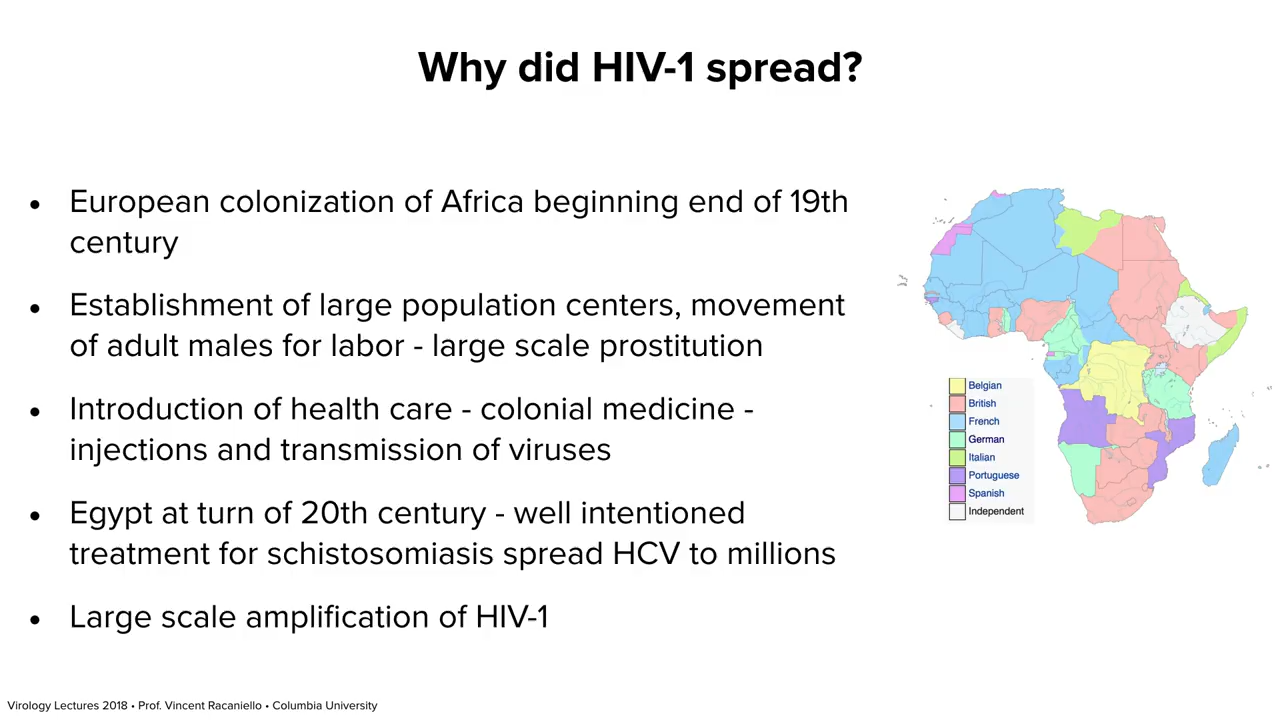 Why did HIV-1 spread?
• European colonization of Africa beginning end of 19th
century
• Establishment of large population centers, movement
of adult males for labor - large scale prostitution
• Introduction of health care - colonial medicine -
injections and transmission of viruses
• Egypt at turn of 20th century - well intentioned
treatment for schistosomiasis spread HCV to millions
• Large scale amplification of HIV-1
Belgian
British
French
German
Italian
Portuguese
Spanish
Independent
Virology Lectures 2018 • Prof. Vincent Racaniello • Columbia University